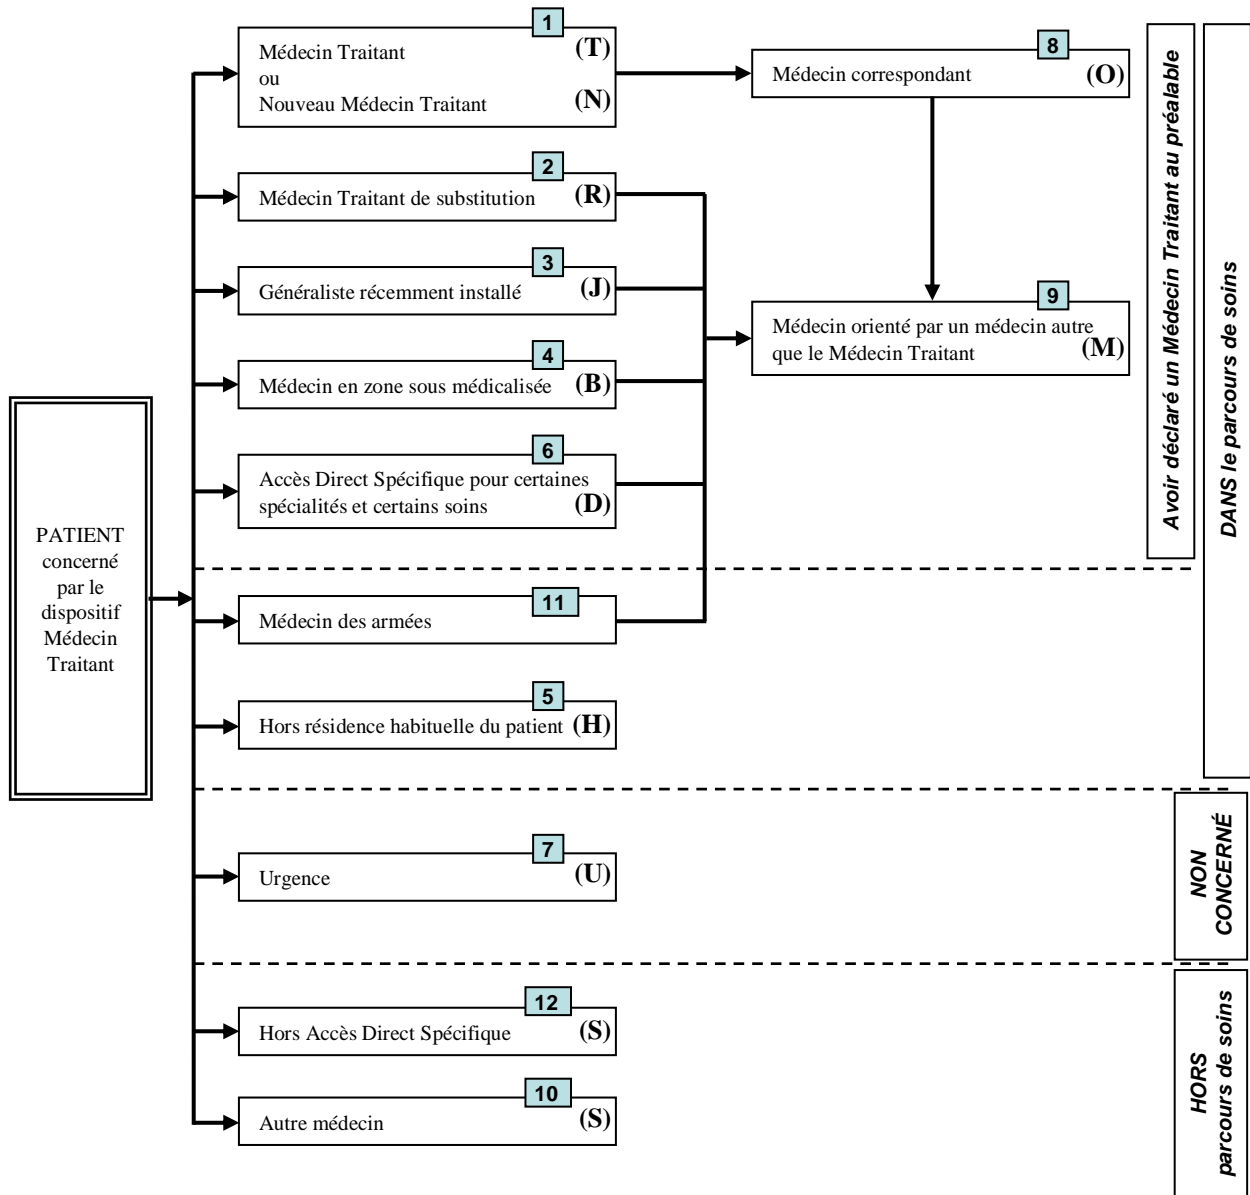 1
Médecin Traitant
ou
Nouveau Médecin Traitant
(T)
(N)
8
Médecin correspondant
(O)
2
Médecin Traitant de substitution
(R)
3
Généraliste récemment installé
(J)
9
Médecin orienté par un médecin autre
que le Médecin Traitant
(M)
4
Médecin en zone sous médicalisée
(B)
6
Accès Direct Spécifique pour certaines
spécialités et certains soins
(D)
PATIENT
concerné
par le
dispositif
Médecin
Traitant
11
Médecin des armées
5
Hors résidence habituelle du patient
(H)
7
Urgence
(U)
12
Hors Accès Direct Spécifique
(S)
10
Autre médecin
(S)
Avoir déclaré un Médecin Traitant au préalable
DANS le parcours de soins
NON
CONCERNÉ
HORS
parcours de soins